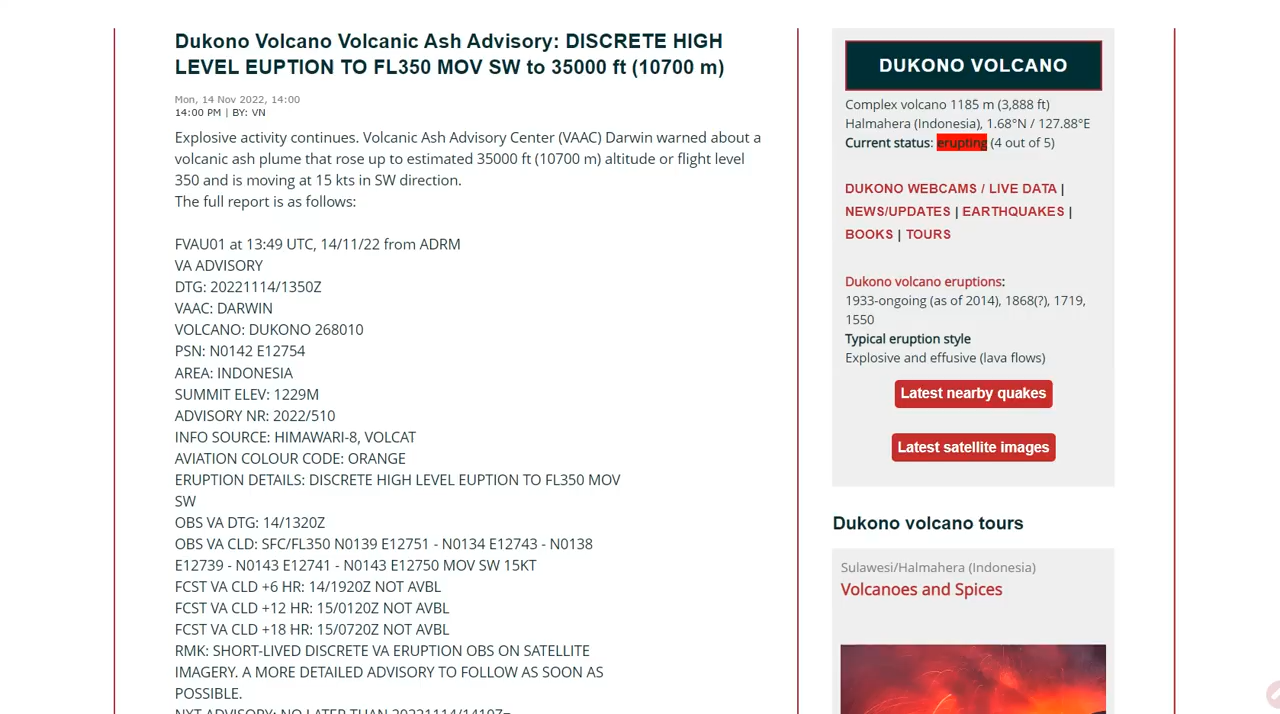 Dukono Volcano Volcanic Ash Advisory: DISCRETE HIGH
LEVEL EUPTION TO FL350 MOV SW to 35000 ft (10700 m)
Mon, 14 Nov 2022, 14:00
14:00 PM | BY: VN
Explosive activity continues. Volcanic Ash Advisory Center (VAAC) Darwin warned about a
volcanic ash plume that rose up to estimated 35000 ft (10700 m) altitude or flight level
350 and is moving at 15 kts in SW direction.
The full report is as follows:
FVAU01 at 13:49 UTC, 14/11/22 from ADRM
VA ADVISORY
DTG: 20221114/1350Z
VAAC: DARWIN
VOLCANO: DUKONO 268010
PSN: N0142 E12754
AREA: INDONESIA
SUMMIT ELEV: 1229M
ADVISORY NR: 2022/510
INFO SOURCE: HIMAWARI-8, VOLCAT
AVIATION COLOUR CODE: ORANGE
ERUPTION DETAILS: DISCRETE HIGH LEVEL EUPTION TO FL350 MOV
SW
OBS VA DTG: 14/1320Z
OBS VA CLD: SFC/FL350 N0139 E12751 - N0134 E12743 - N0138
E12739 - N0143 E12741 - N0143 E12750 MOV SW 15KT
FCST VA CLD +6 HR: 14/1920Z NOT AVBL
FCST VA CLD +12 HR: 15/0120Z NOT AVBL
FCST VA CLD +18 HR: 15/0720Z NOT AVBL
RMK: SHORT-LIVED DISCRETE VA ERUPTION OBS ON SATELLITE
IMAGERY. A MORE DETAILED ADVISORY TO FOLLOW AS SOON AS
POSSIBLE.
NXT ADVISORY: NO LATER THAN 20221114/1410Z=
DUKONO VOLCANO
Complex volcano 1185 m (3,888 ft)
Halmahera (Indonesia), 1.68°N / 127.88°E
Current status: erupting (4 out of 5)
DUKONO WEBCAMS / LIVE DATA |
NEWS/UPDATES | EARTHQUAKES |
BOOKS | TOURS
Dukono volcano eruptions:
1933-ongoing (as of 2014), 1868(?), 1719,
1550
Typical eruption style
Explosive and effusive (lava flows)
Latest nearby quakes
Latest satellite images
Dukono volcano tours
Sulawesi/Halmahera (Indonesia)
Volcanoes and Spices